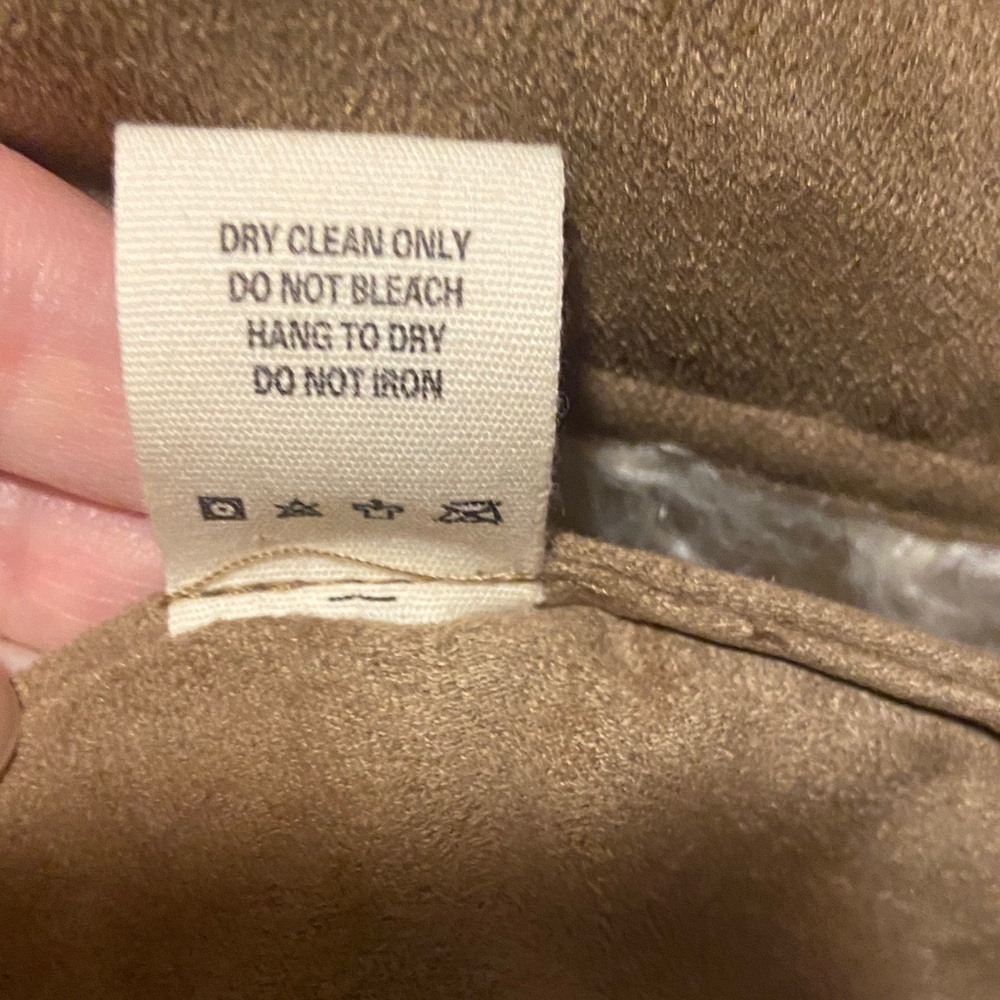 DRY CLEAN ONLY
DO NOT BLEACH
HANG TO DRY
DO NOT IRON